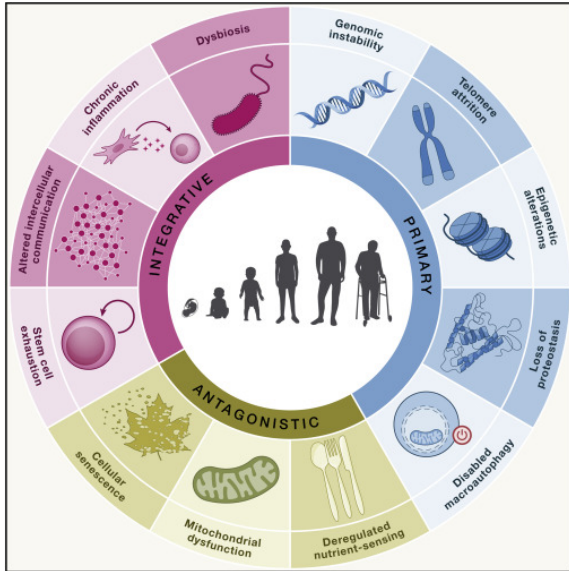 Dysbiosis
Genomic
instability
Telomere
attrition
Epigenetic
alterations
Loss of
proteostasis
Disabled
macroautophagy
Deregulated
nutrient-sensing
Mitochondrial
dysfunction
Cellular
senescence
Stem cell
exhaustion
Altered intercellular
communication
Chronic
inflammation
INTEGRATIVE
PRIMARY
ANTAGONISTIC